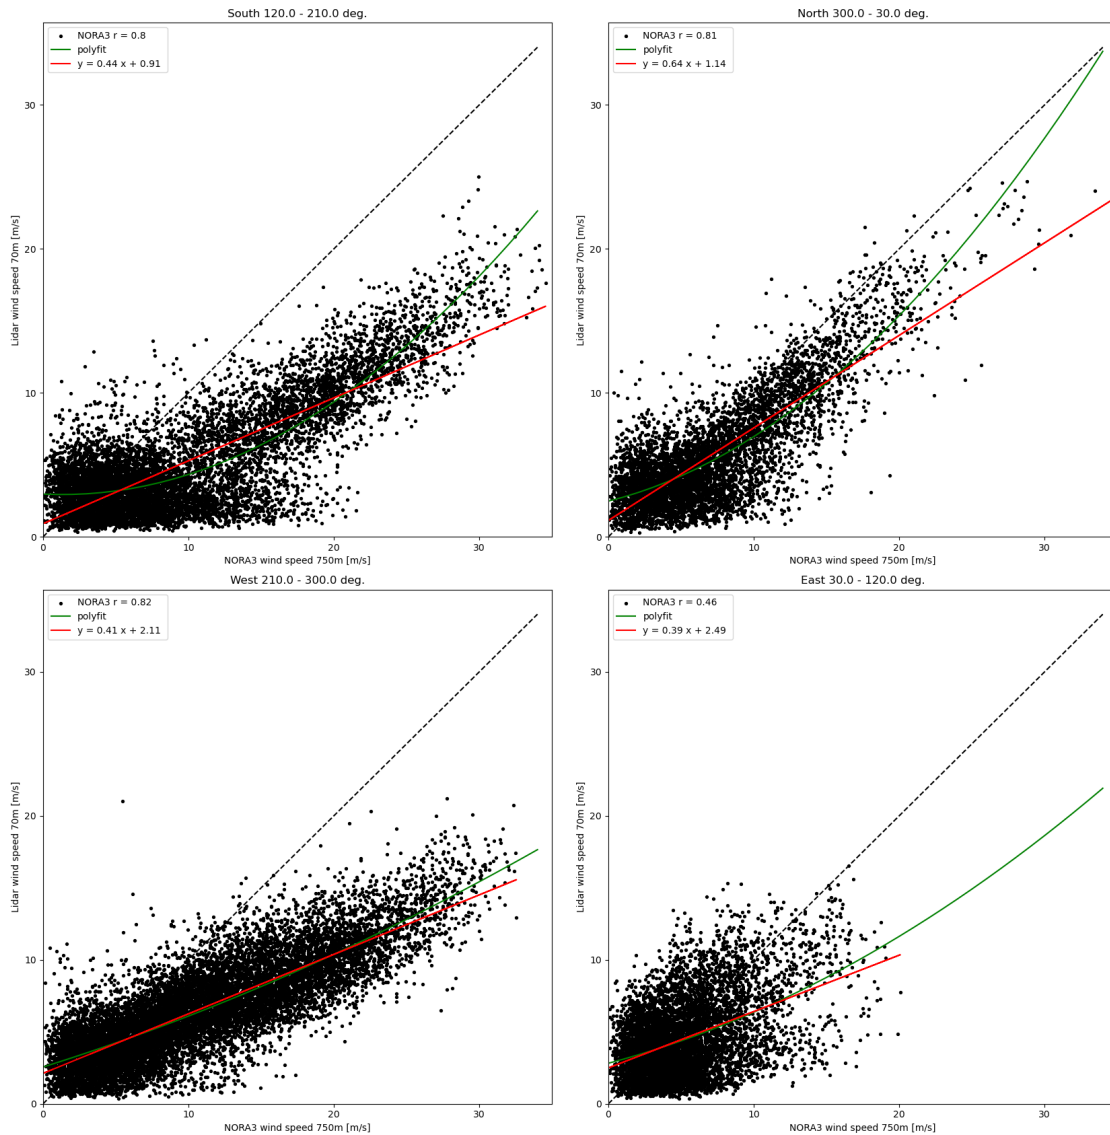 South 120.0 - 210.0 deg.
NORA3 r = 0.8
polyfit
y = 0.44 x + 0.91
Lidar wind speed 70m [m/s]
30
20
10
0
0 10 20 30
NORA3 wind speed 750m [m/s]
North 300.0 - 30.0 deg.
NORA3 r = 0.81
polyfit
y = 0.64 x + 1.14
Lidar wind speed 70m [m/s]
30
20
10
0
0 10 20 30
NORA3 wind speed 750m [m/s]
West 210.0 - 300.0 deg.
NORA3 r = 0.82
polyfit
y = 0.41 x + 2.11
Lidar wind speed 70m [m/s]
30
20
10
0
0 10 20 30
NORA3 wind speed 750m [m/s]
East 30.0 - 120.0 deg.
NORA3 r = 0.46
polyfit
y = 0.39 x + 2.49
Lidar wind speed 70m [m/s]
30
20
10
0
0 10 20 30
NORA3 wind speed 750m [m/s]